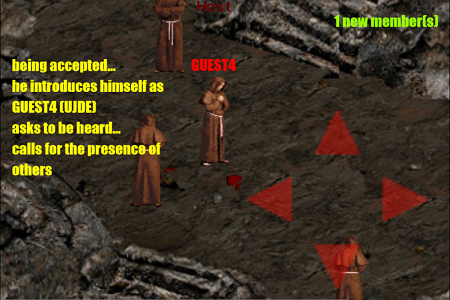 Host
1 new member(s)
being accepted...
GUEST4
he introduces himself as
GUEST4 (UJDE)
asks to be heard...
calls for the presence of
others